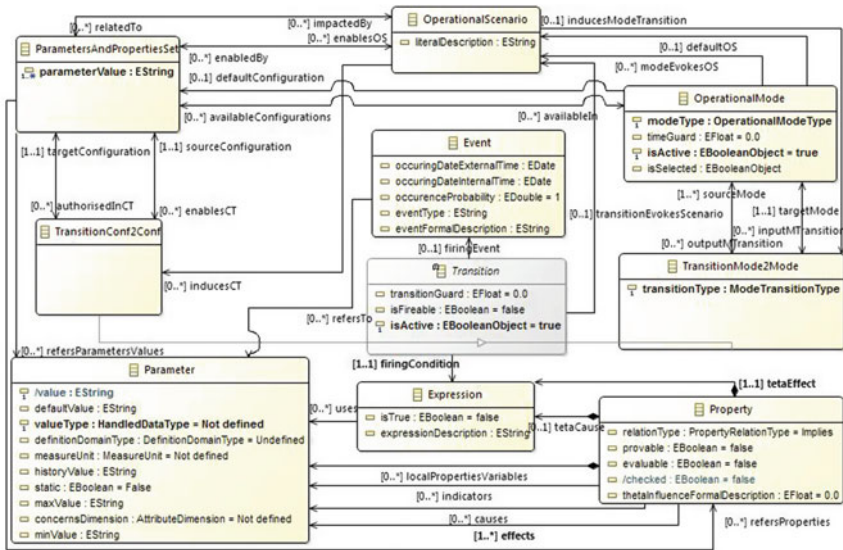 [0..*] relatedTo
[0..*] impactedBy
[0..*] enablesOS
OperationalScenario
literalDescription : EString
[0..1] inducesModeTransition
[0..1] defaultOS
[0..*] modeEvokesOS
ParametersAndPropertiesSet
parameterValue : EString
[0..*] enabledBy
[0..1] defaultConfiguration
[0..*] availableConfigurations
[0..*] availableIn
OperationalMode
modeType : OperationalModeType
timeGuard : EFloat = 0.0
isActive : EBooleanObject = true
isSelected : EBooleanObject
[1..1] targetConfiguration
[1..1] sourceConfiguration
Event
occuringDateExternalTime : EDate
occuringDateInternalTime : EDate
occurenceProbability : EDouble = 1
eventType : EString
eventFormalDescription : EString
[1..*] sourceMode
[1..*] targetMode
[0..*] authorisedInCT
[0..*] enablesCT
[0..*] transitionEvokesScenario
[0..*] inputMTransition
[0..*] outputMTransition
TransitionConf2Conf
[0..1] firingEvent
[0..*] inducesCT
Transition
transitionGuard : EFloat = 0.0
isFireable : EBoolean = false
isActive : EBooleanObject = true
TransitionMode2Mode
transitionType : ModeTransitionType
[0..*] refersTo
[0..*] refersParametersValues
[1..1] firingCondition
Parameter
/value : EString
defaultValue : EString
valueType : HandledDataType = Not defined
definitionDomainType : DefinitionDomainType = Undefined
measureUnit : MeasureUnit = Not defined
historyValue : EString
static : EBoolean = False
maxValue : EString
concernsDimension : AttributeDimension = Not defined
minValue : EString
[0..*] uses
Expression
isTrue : EBoolean = false
expressionDescription : EString
[1..1] tetaEffect
[0..1] tetaCause
Property
relationType : PropertyRelationType = Implies
provable : EBoolean = false
evaluable : EBoolean = false
/checked : EBoolean = false
thetaInfluenceFormalDescription : EFloat = 0.0
[0..*] localPropertiesVariables
[0..*] indicators
[0..*] causes
[1..*] effects
[0..*] refersProperties